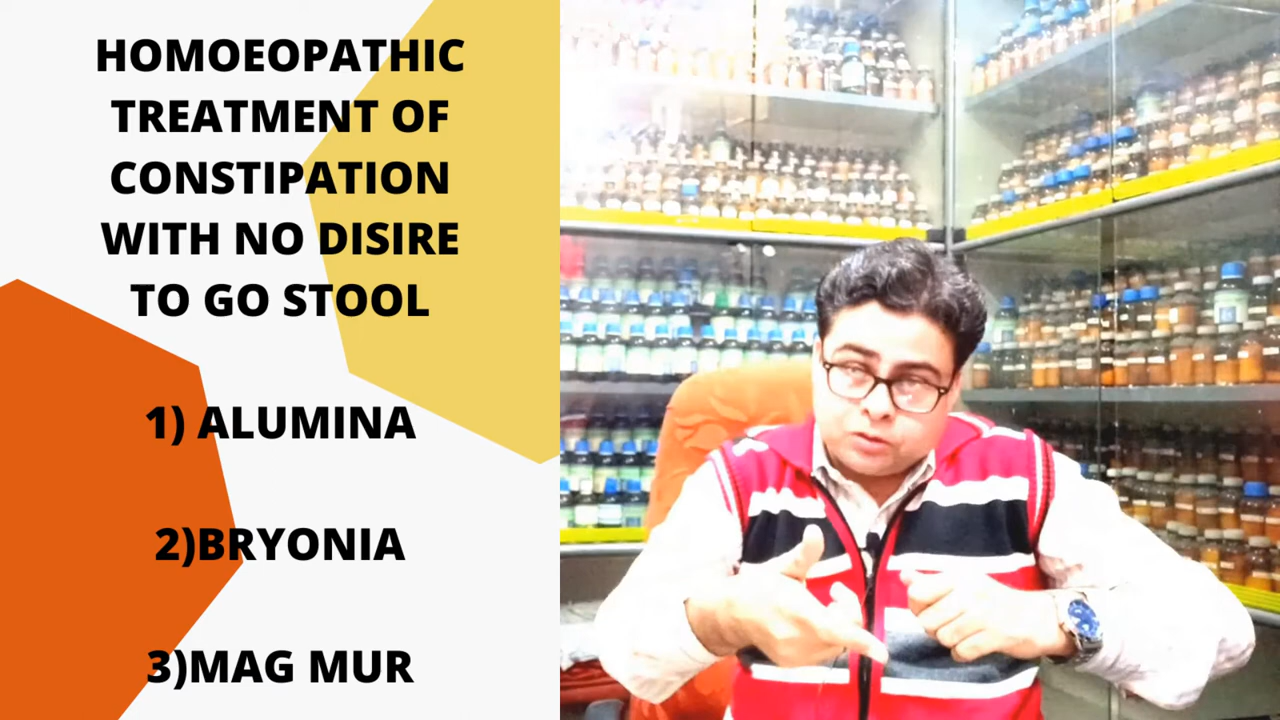 HOMOEOPATHIC
TREATMENT OF
CONSTIPATION
WITH NO DISIRE
TO GO STOOL
1) ALUMINA
2)BRYONIA
3)MAG MUR